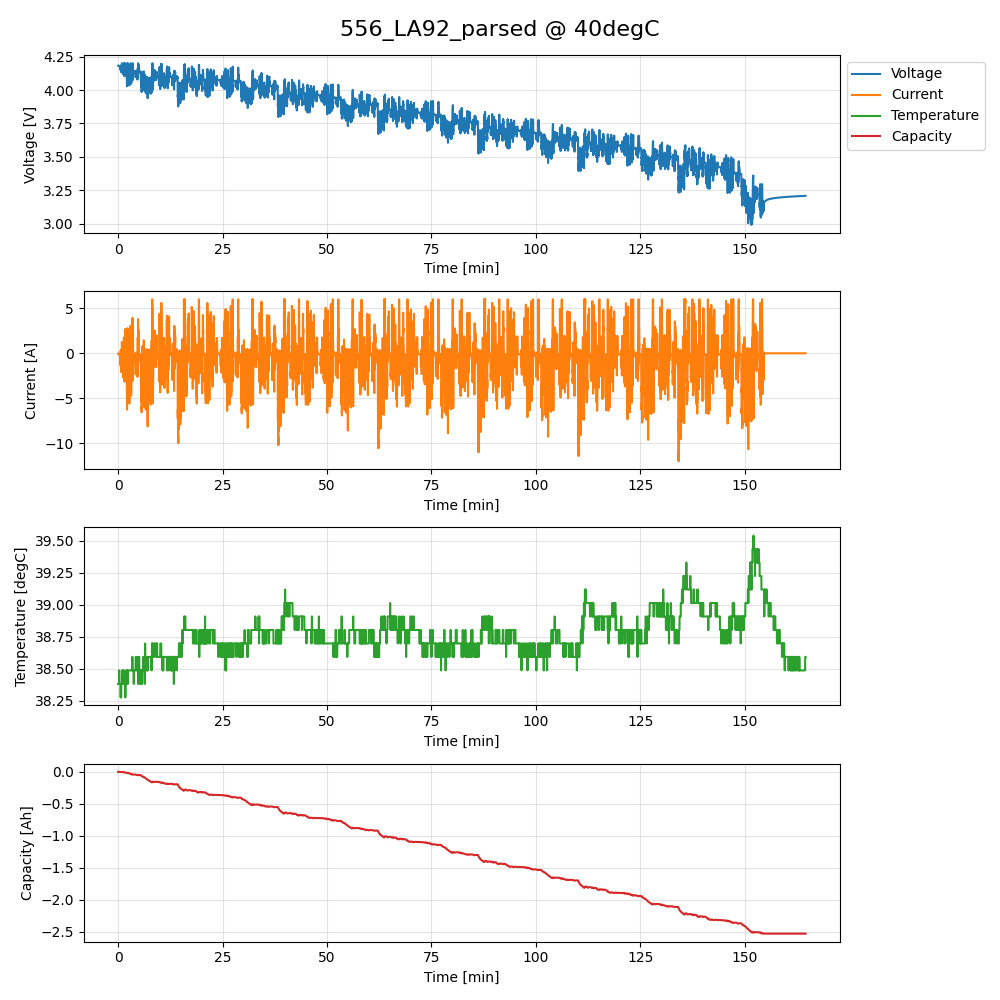 556_LA92_parsed @ 40degC
4.25
4.00
3.75
3.50
3.25
3.00
Voltage [V]
0 25 50 75 100 125 150
Time [min]
Voltage
Current
Temperature
Capacity
5
0
−5
−10
Current [A]
0 25 50 75 100 125 150
Time [min]
39.50
39.25
39.00
38.75
38.50
38.25
Temperature [degC]
0 25 50 75 100 125 150
Time [min]
0.0
−0.5
−1.0
−1.5
−2.0
−2.5
Capacity [Ah]
0 25 50 75 100 125 150
Time [min]